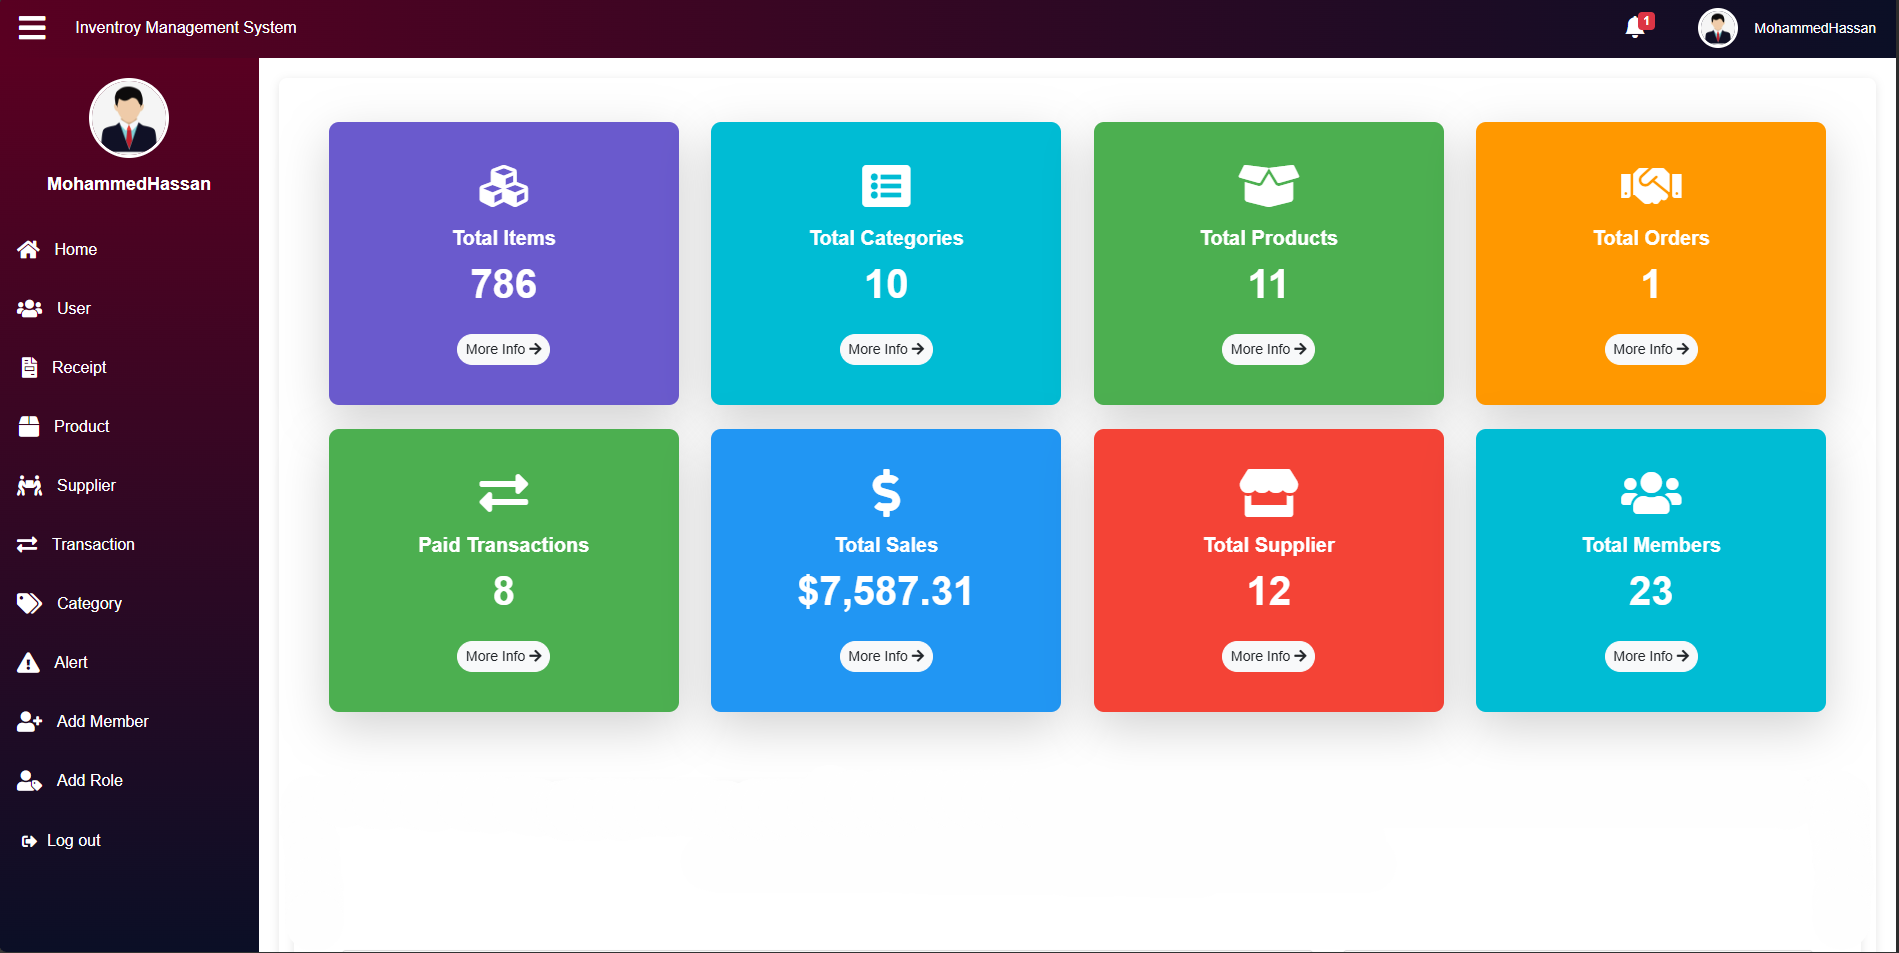 Inventroy Management System
1
MohammedHassan
MohammedHassan
Home
User
Receipt
Product
Supplier
Transaction
Category
Alert
Add Member
Add Role
Log out
Total Items
786
More Info
Total Categories
10
More Info
Total Products
11
More Info
Total Orders
1
More Info
Paid Transactions
8
More Info
Total Sales
$7,587.31
More Info
Total Supplier
12
More Info
Total Members
23
More Info